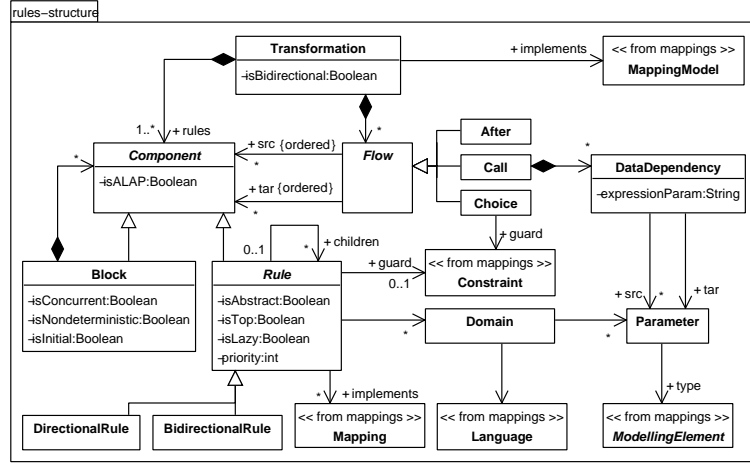 rules-structure
Transformation
-isBidirectional:Boolean
+ implements
<< from mappings >>
MappingModel
1..*
+ rules
*
Component
-isALAP:Boolean
+ src {ordered}
*
+ tar {ordered}
*
*
Flow
After
Call
Choice
*
DataDependency
-expressionParam:String
+ guard
Block
-isConcurrent:Boolean
-isNondeterministic:Boolean
-isInitial:Boolean
0..1
*
+ children
Rule
-isAbstract:Boolean
-isTop:Boolean
-isLazy:Boolean
-priority:int
+ guard
0..1
<< from mappings >>
Constraint
+ src
*
+ tar
*
Domain
*
Parameter
DirectionalRule
BidirectionalRule
*
+ implements
<< from mappings >>
Mapping
<< from mappings >>
Language
+ type
<< from mappings >>
ModellingElement